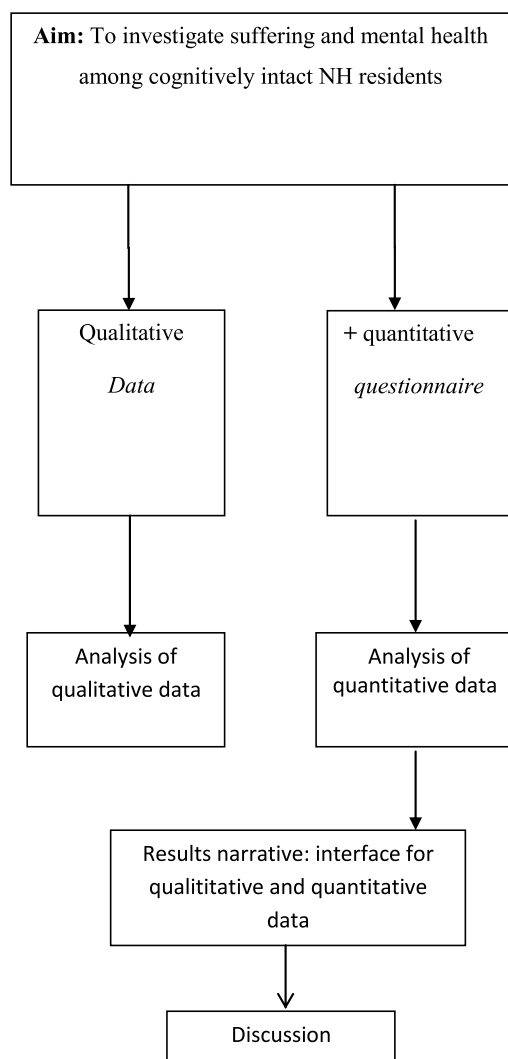 Aim: To investigate suffering and mental health
among cognitively intact NH residents
Qualitative
Data
+ quantitative
questionnaire
Analysis of
qualitative data
Analysis of
quantitative data
Results narrative: interface for
qualititative and quantitative
data
Discussion